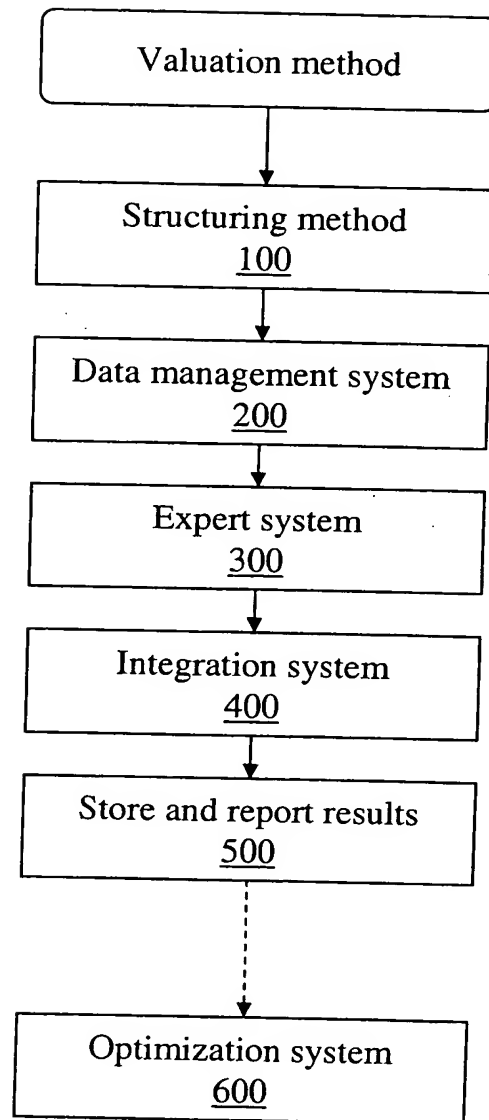 Valuation method
Structuring method
100
Data management system
200
Expert system
300
Integration system
400
Store and report results
500
Optimization system
600